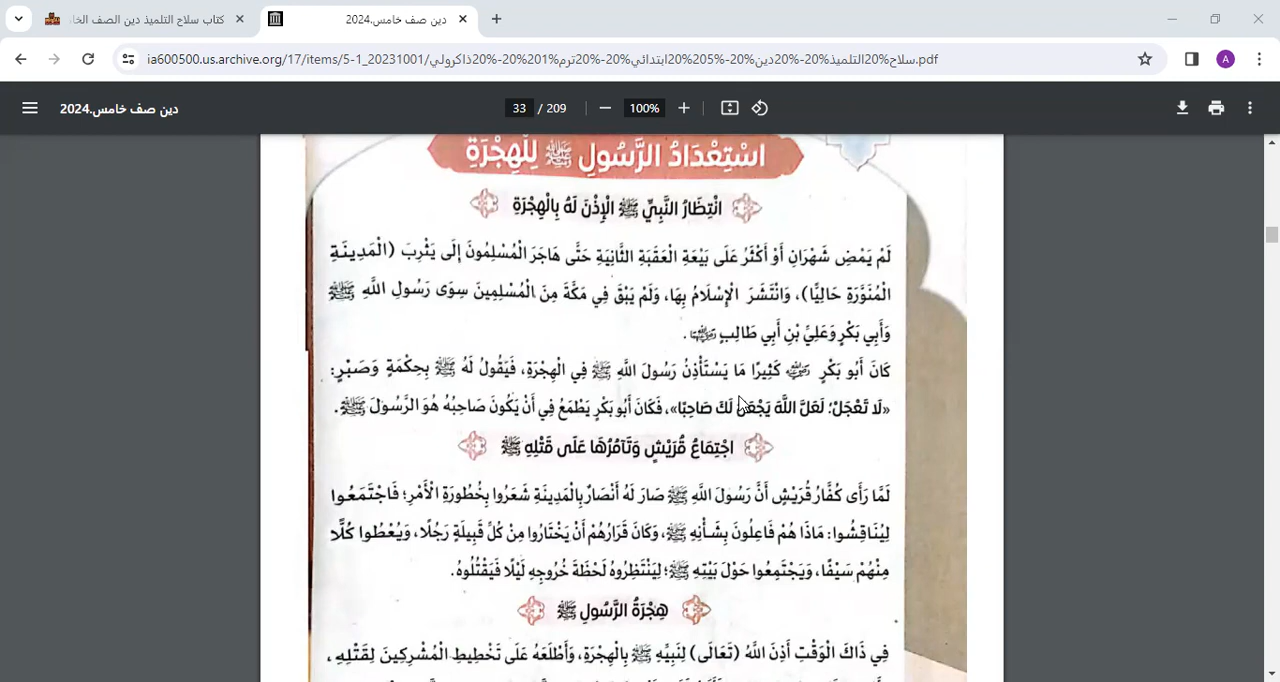 كتاب سلاح التلميذ دين الصف الخا
دين صف خامس.2024
ia600500.us.archive.org/17/items/5-1_20231001/سلاح%20التلميذ%20-%20دين%20-%205%20ابتدائي%20-%20ترم%201%20-%20ذاكرولي.pdf
A
دين صف خامس.2024
33 / 209
100%
اسْتِعْدَادُ الرَّسُولِ ﷺ لِلْهِجْرَةِ
انْتِظَارُ النَّبِيِّ ﷺ الْإِذْنَ لَهُ بِالْهِجْرَةِ
لَمْ يَمْضِ شَهْرَانِ أَوْ أَكْثَرُ عَلَى بَيْعَةِ الْعَقَبَةِ الثَّانِيَةِ حَتَّى هَاجَرَ الْمُسْلِمُونَ إِلَى يَثْرِبَ (الْمَدِينَةِ
الْمُنَوَّرَةِ حَالِيًّا)، وَانْتَشَرَ الْإِسْلَامُ بِهَا، وَلَمْ يَبْقَ فِي مَكَّةَ مِنَ الْمُسْلِمِينَ سِوَى رَسُولِ اللَّهِ ﷺ
وَأَبِي بَكْرٍ وَعَلِيِّ بْنِ أَبِي طَالِبٍ .
كَانَ أَبُو بَكْرٍ كَثِيرًا مَا يَسْتَأْذِنُ رَسُولَ اللَّهِ ﷺ فِي الْهِجْرَةِ، فَيَقُولُ لَهُ ﷺ بِحِكْمَةٍ وَصَبْرٍ:
«لَا تَعْجَلْ؛ لَعَلَّ اللَّهَ يَجْعَلُ لَكَ صَاحِبًا»، فَكَانَ أَبُو بَكْرٍ يَطْمَعُ فِي أَنْ يَكُونَ صَاحِبُهُ هُوَ الرَّسُولَ ﷺ.
اجْتِمَاعُ قُرَيْشٍ وَتَآمُرُهَا عَلَى قَتْلِهِ ﷺ
لَمَّا رَأَى كُفَّارُ قُرَيْشٍ أَنَّ رَسُولَ اللَّهِ ﷺ صَارَ لَهُ أَنْصَارٌ بِالْمَدِينَةِ شَعَرُوا بِخُطُورَةِ الْأَمْرِ؛ فَاجْتَمَعُوا
لِيُنَاقِشُوا: مَاذَا هُمْ فَاعِلُونَ بِشَأْنِهِ ﷺ، وَكَانَ قَرَارُهُمْ أَنْ يَخْتَارُوا مِنْ كُلِّ قَبِيلَةٍ رَجُلًا، وَيُعْطُوا كُلًّا
مِنْهُمْ سَيْفًا، وَيَجْتَمِعُوا حَوْلَ بَيْتِهِ ﷺ؛ لِيَنْتَظِرُوهُ لَحْظَةَ خُرُوجِهِ لَيْلًا فَيَقْتُلُوهُ.
هِجْرَةُ الرَّسُولِ ﷺ
فِي ذَاكَ الْوَقْتِ أَذِنَ اللَّهُ (تَعَالَى) لِنَبِيِّهِ ﷺ بِالْهِجْرَةِ، وَأَطْلَعَهُ عَلَى تَخْطِيطِ الْمُشْرِكِينَ لِقَتْلِهِ ،